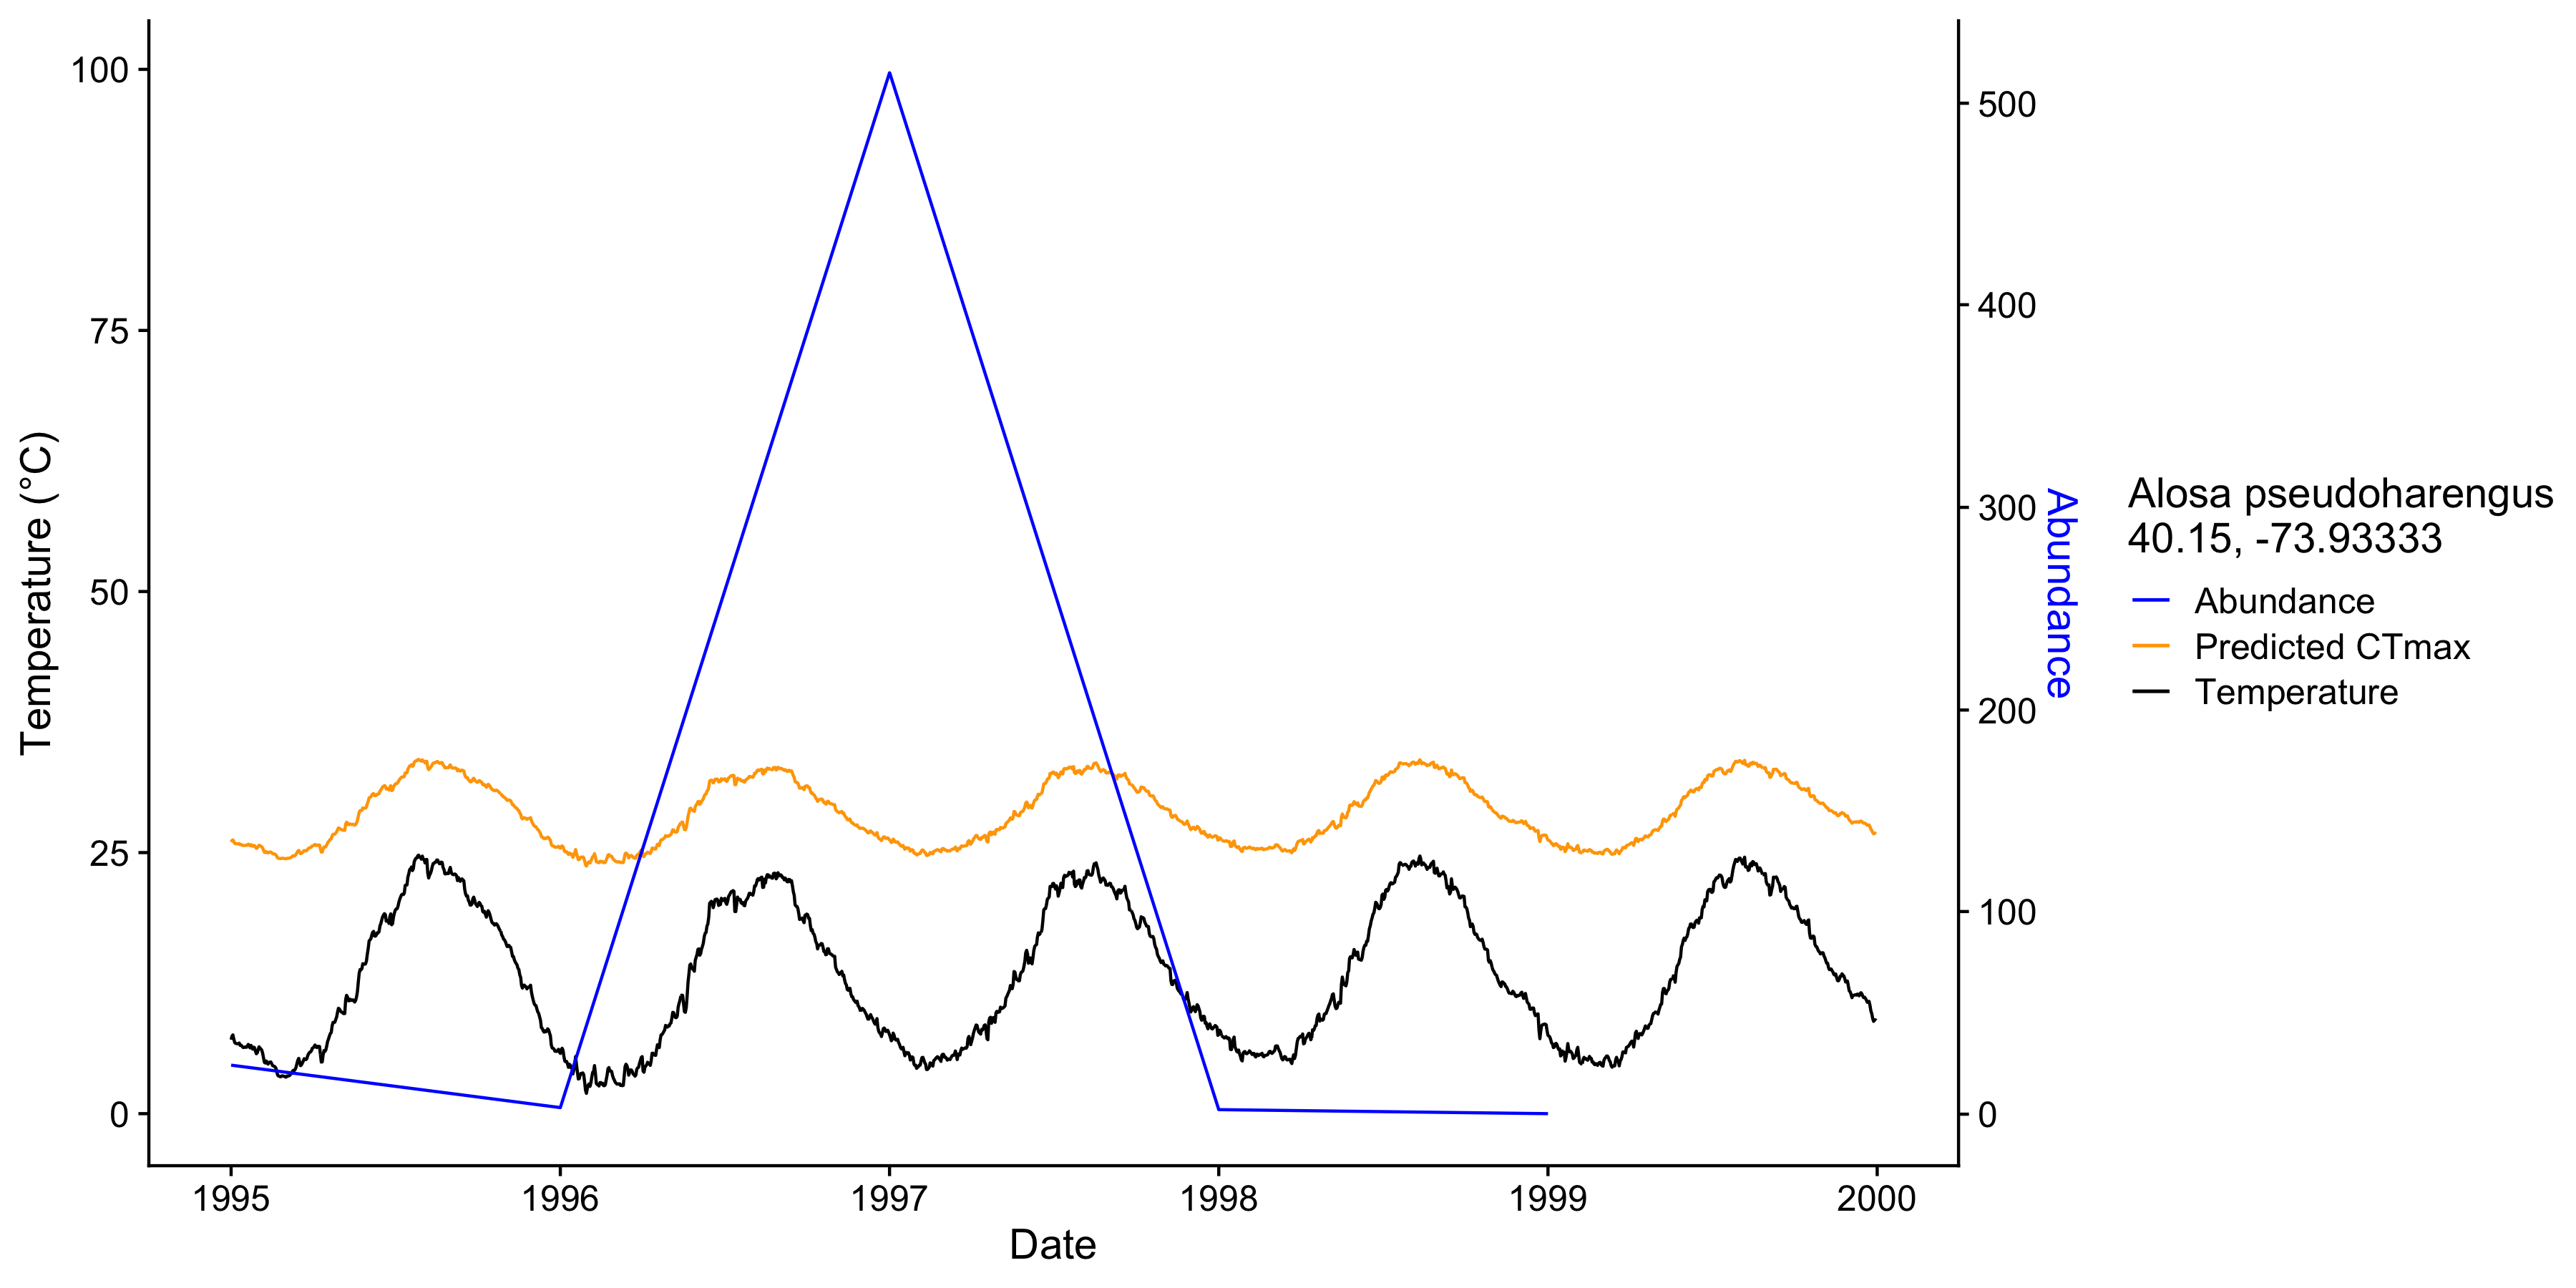 100
75
50
25
0
Temperature (°C)
1995
1996
1997
1998
1999
2000
Date
500
400
300
200
100
0
Abundance
Alosa pseudoharengus
40.15, -73.93333
Abundance
Predicted CTmax
Temperature